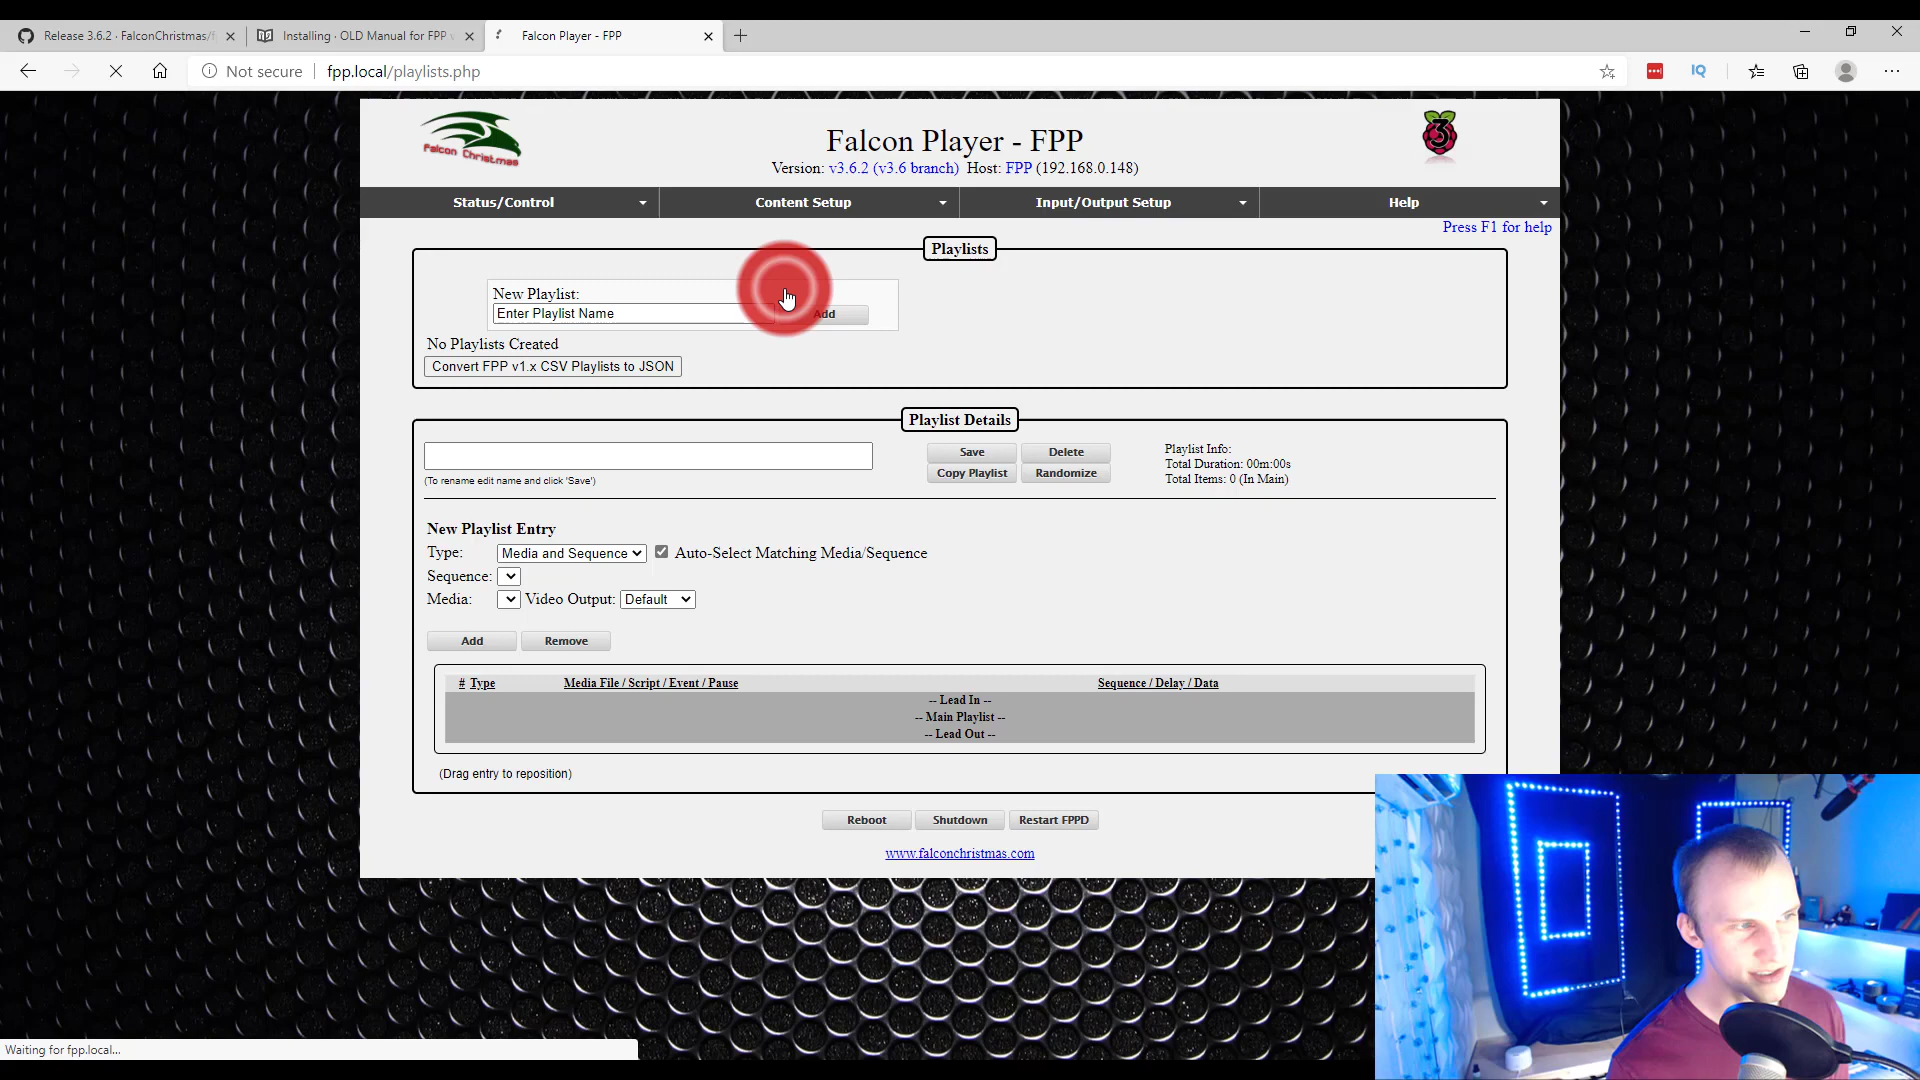 Release 3.6.2 · FalconChristmas/f
Installing · OLD Manual for FPP v
Falcon Player - FPP
Not secure
fpp.local/playlists.php
IQ
Falcon Christmas
Falcon Player - FPP
3
Version: v3.6.2 (v3.6 branch) Host: FPP (192.168.0.148)
Status/Control
Content Setup
Input/Output Setup
Help
Press F1 for help
Playlists
New Playlist:
Enter Playlist Name
Add
No Playlists Created
Convert FPP v1.x CSV Playlists to JSON
Playlist Details
Save
Delete
Copy Playlist
Randomize
Playlist Info:
Total Duration: 00m:00s
Total Items: 0 (In Main)
(To rename edit name and click 'Save')
New Playlist Entry
Type: Media and Sequence Auto-Select Matching Media/Sequence
Sequence:
Media: Video Output: Default
Add
Remove
# Type
Media File / Script / Event / Pause
Sequence / Delay / Data
-- Lead In --
-- Main Playlist --
-- Lead Out --
(Drag entry to reposition)
Reboot
Shutdown
Restart FPPD
www.falconchristmas.com
Waiting for fpp.local...